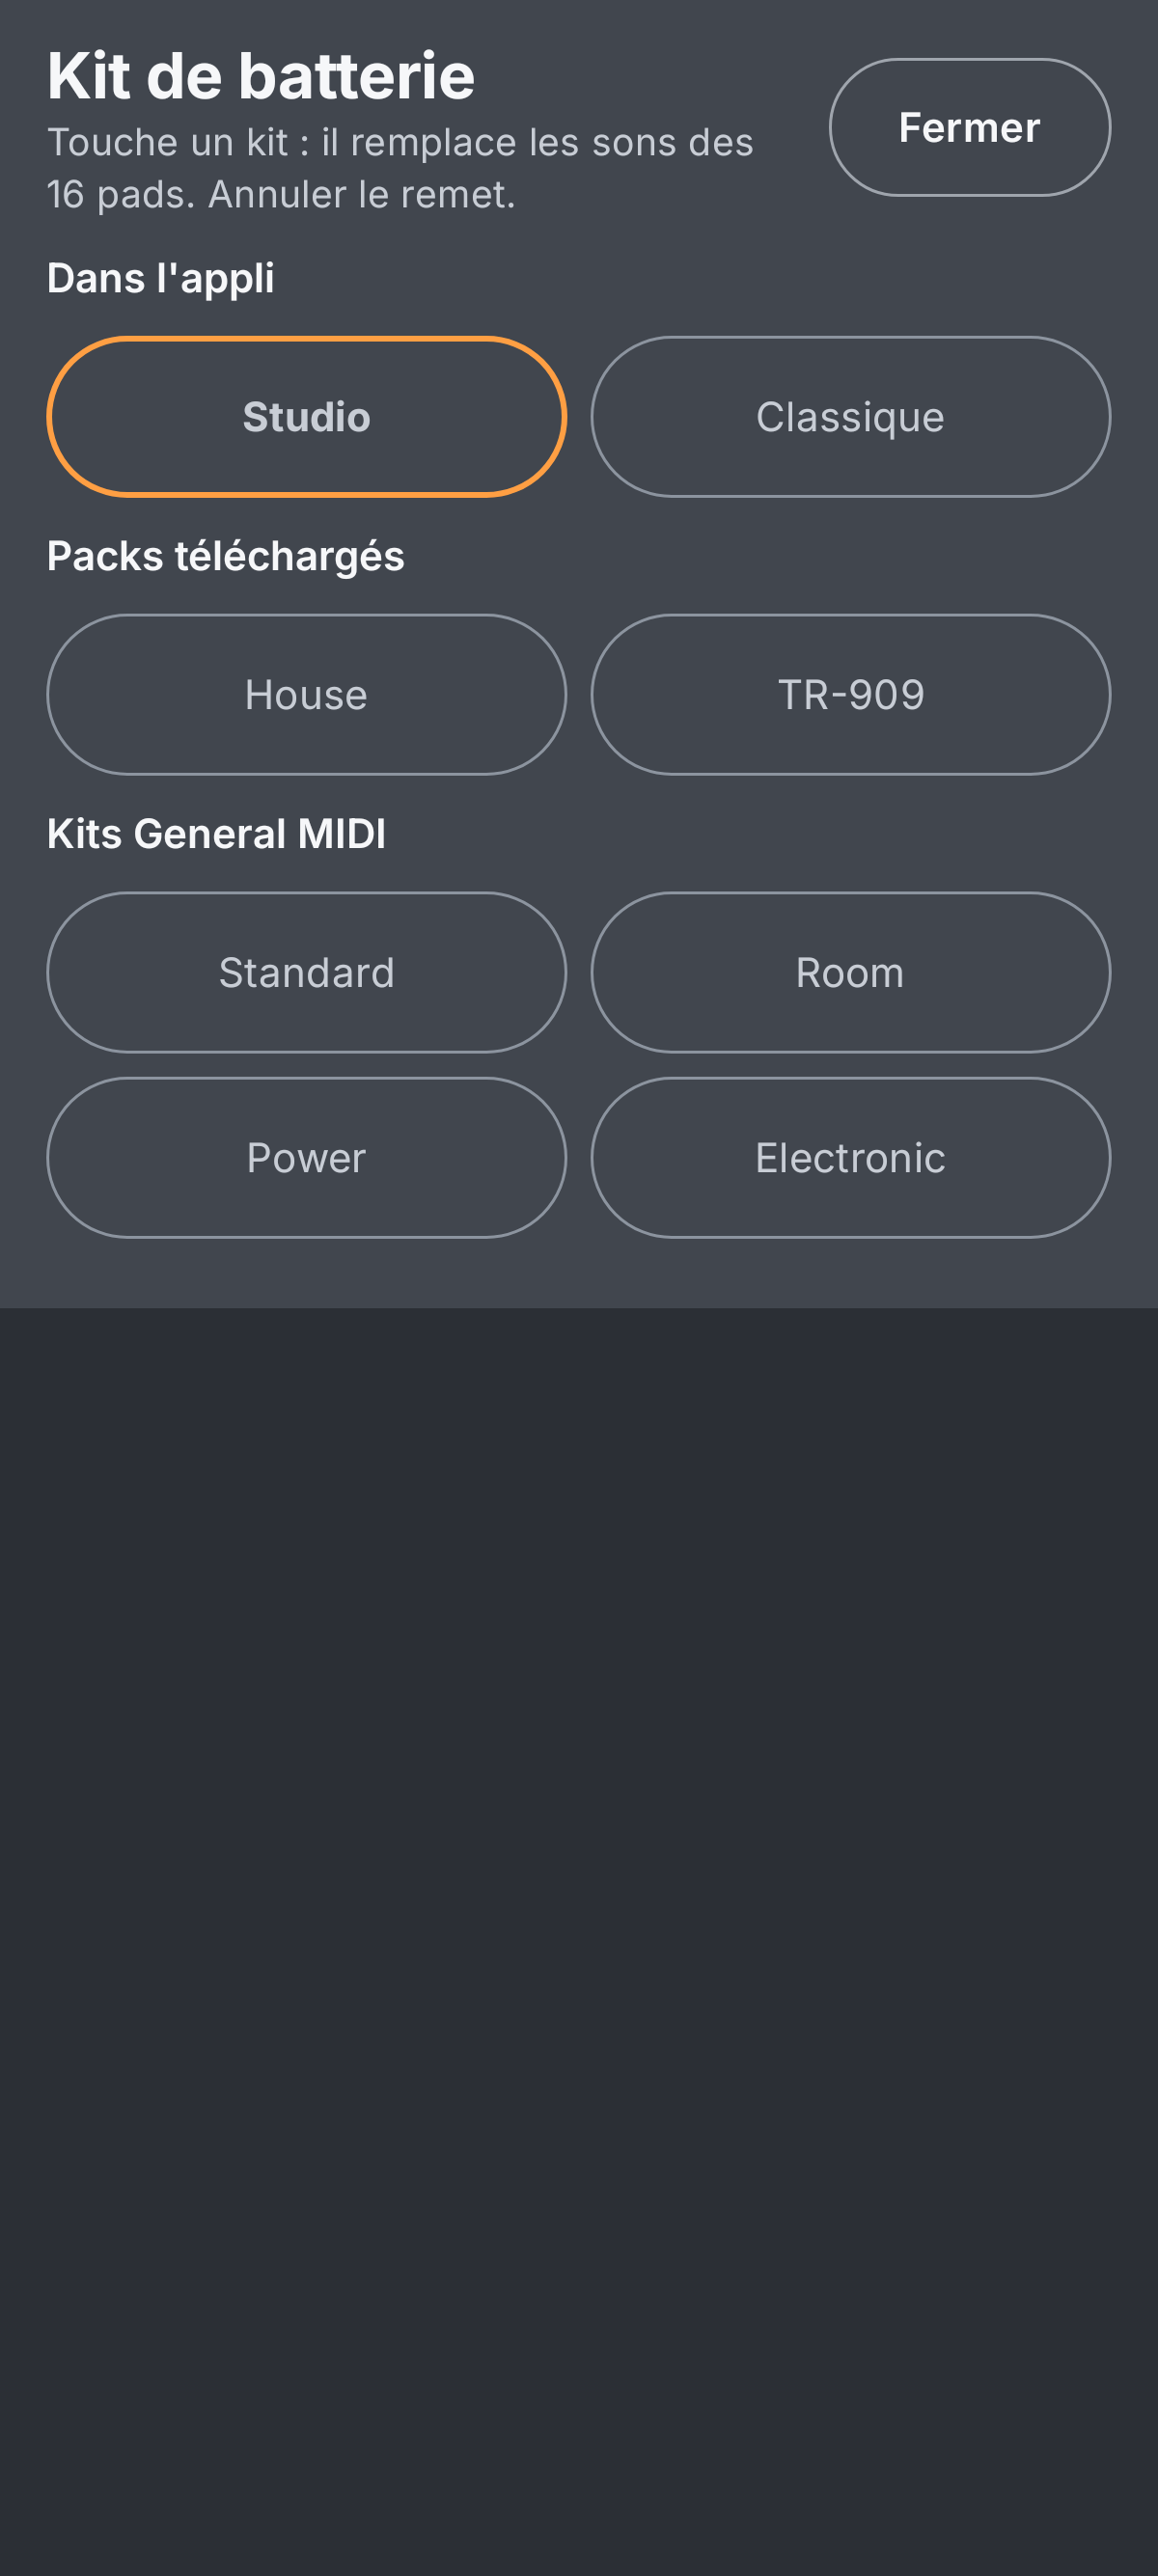 Kit de batterie
Touche un kit : il remplace les sons des
16 pads. Annuler le remet.
Fermer
Dans l'appli
Studio
Classique
Packs téléchargés
House
TR-909
Kits General MIDI
Standard
Room
Power
Electronic